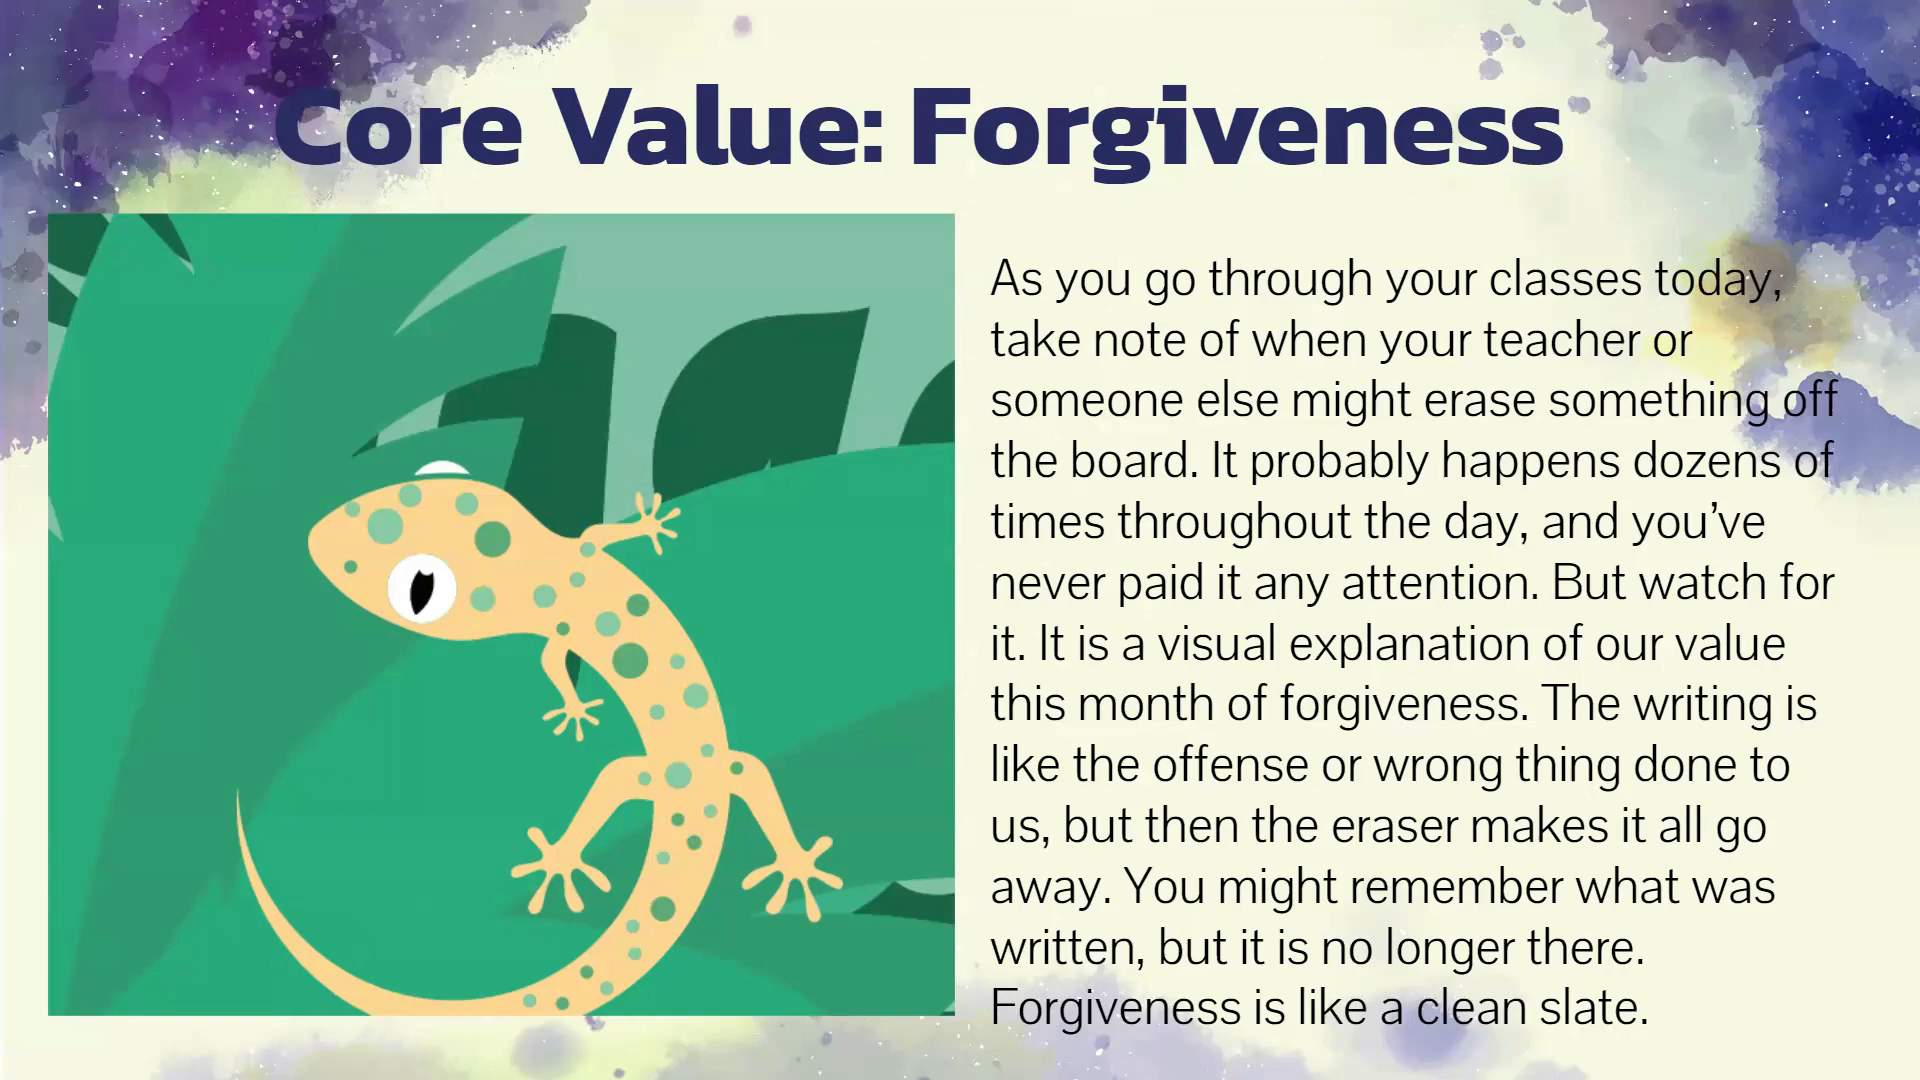 Core Value: Forgiveness
As you go through your classes today,
take note of when your teacher or
someone else might erase something off
the board. It probably happens dozens of
times throughout the day, and you’ve
never paid it any attention. But watch for
it. It is a visual explanation of our value
this month of forgiveness. The writing is
like the offense or wrong thing done to
us, but then the eraser makes it all go
away. You might remember what was
written, but it is no longer there.
Forgiveness is like a clean slate.